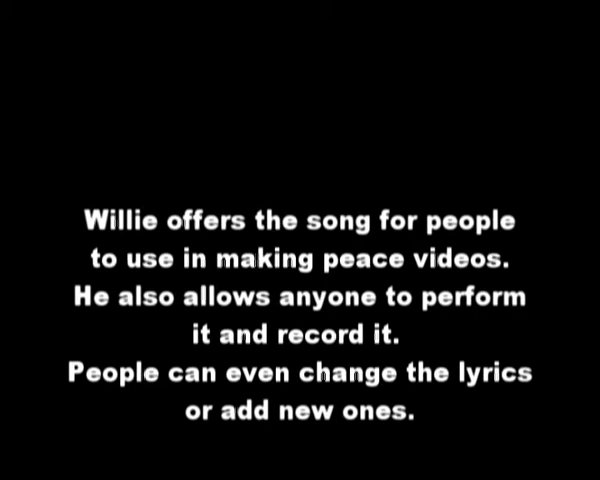 Willie offers the song for people
to use in making peace videos.
He also allows anyone to perform
it and record it.
People can even change the lyrics
or add new ones.